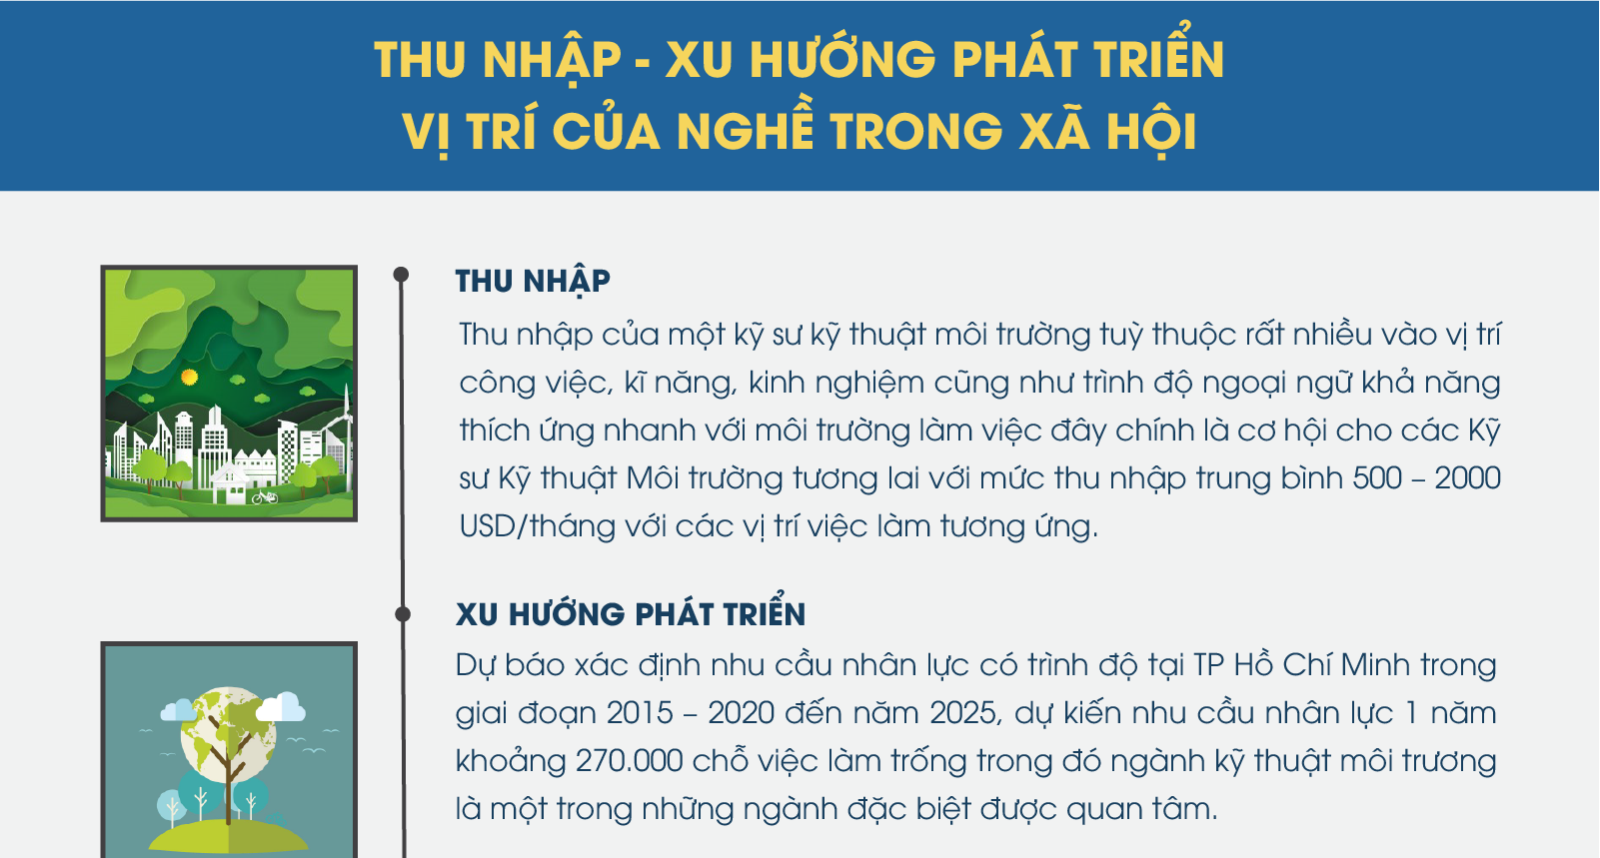 THU NHẬP - XU HƯỚNG PHÁT TRIỂN
VỊ TRÍ CỦA NGHỀ TRONG XÃ HỘI
THU NHẬP
Thu nhập của một kỹ sư kỹ thuật môi trường tuỳ thuộc rất nhiều vào vị trí
công việc, kĩ năng, kinh nghiệm cũng như trình độ ngoại ngữ khả năng
thích ứng nhanh với môi trường làm việc đây chính là cơ hội cho các Kỹ
sư Kỹ thuật Môi trường tương lai với mức thu nhập trung bình 500 – 2000
USD/tháng với các vị trí việc làm tương ứng.
XU HƯỚNG PHÁT TRIỂN
Dự báo xác định nhu cầu nhân lực có trình độ tại TP Hồ Chí Minh trong
giai đoạn 2015 – 2020 đến năm 2025, dự kiến nhu cầu nhân lực 1 năm
khoảng 270.000 chỗ việc làm trống trong đó ngành kỹ thuật môi trương
là một trong những ngành đặc biệt được quan tâm.